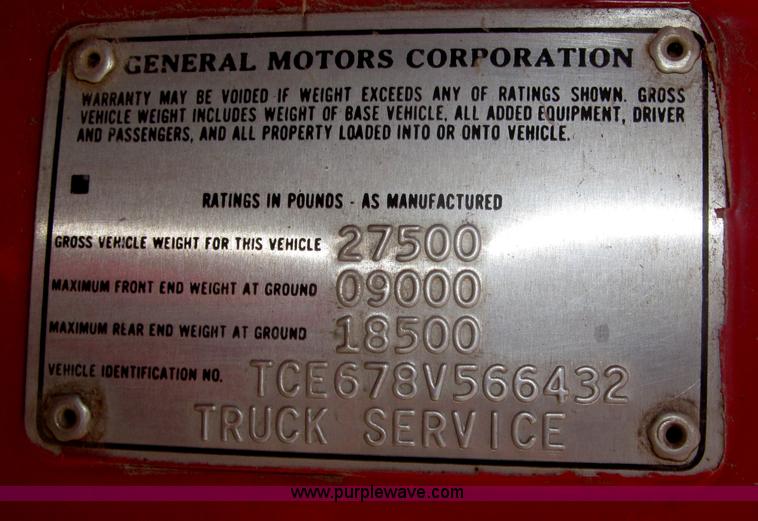 GENERAL MOTORS CORPORATION
WARRANTY MAY BE VOIDED IF WEIGHT EXCEEDS ANY OF RATINGS SHOWN. GROSS
VEHICLE WEIGHT INCLUDES WEIGHT OF BASE VEHICLE, ALL ADDED EQUIPMENT, DRIVER
AND PASSENGERS, AND ALL PROPERTY LOADED INTO OR ONTO VEHICLE.
RATINGS IN POUNDS - AS MANUFACTURED
GROSS VEHICLE WEIGHT FOR THIS VEHICLE 27500
MAXIMUM FRONT END WEIGHT AT GROUND 09000
MAXIMUM REAR END WEIGHT AT GROUND 18500
VEHICLE IDENTIFICATION NO. TCE678V566432
TRUCK SERVICE
www.purplewave.com